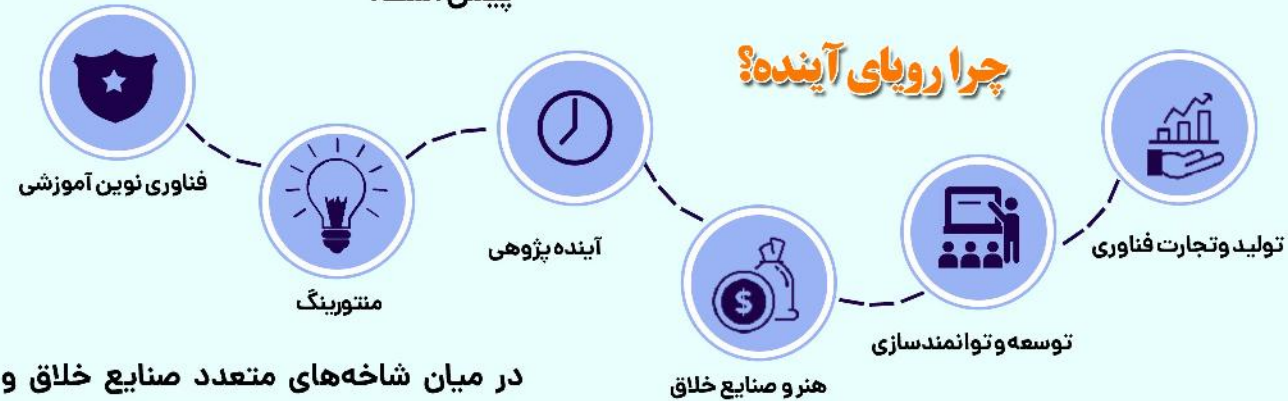 چرا رویای آینده؟
تولید و تجارت فناوری
توسعه و توانمندسازی
هنر و صنایع خلاق
آینده پژوهی
منتورینگ
فناوری نوین آموزشی
در میان شاخه‌های متعدد صنایع خلاق و